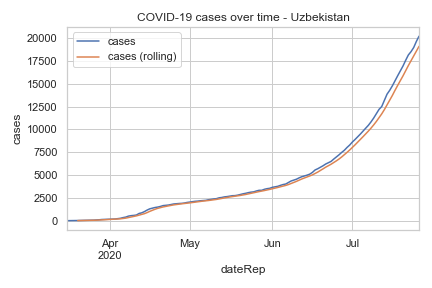 COVID-19 cases over time - Uzbekistan
cases
cases (rolling)
20000
17500
15000
12500
10000
7500
5000
2500
0
cases
Apr
2020
May
Jun
Jul
dateRep